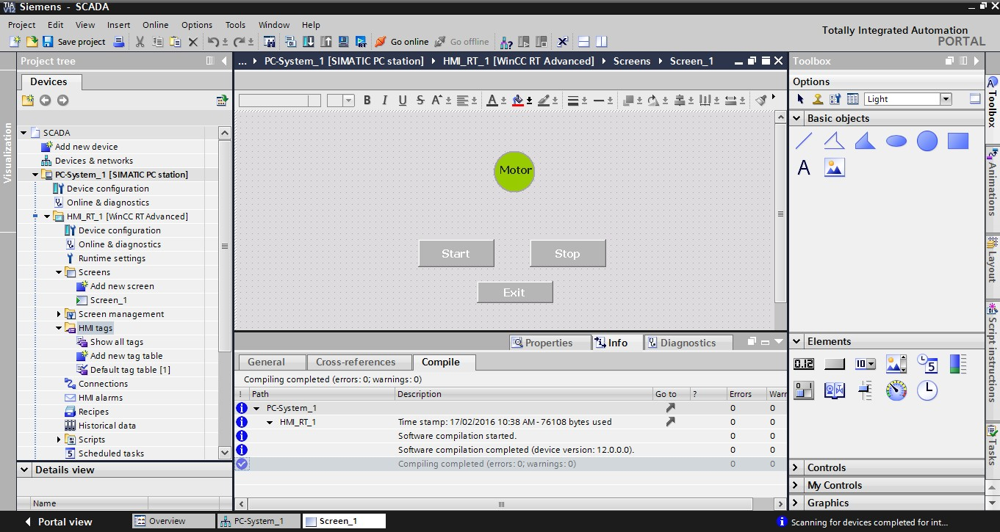 TIA
V12
Siemens - SCADA
Project Edit View Insert Online Options Tools Window Help
Totally Integrated Automation
PORTAL
Save project Go online Go offline
Visualization
Project tree
Devices
SCADA
Add new device
Devices & networks
PC-System_1 [SIMATIC PC station]
Device configuration
Online & diagnostics
HMI_RT_1 [WinCC RT Advanced]
Device configuration
Online & diagnostics
Runtime settings
Screens
Add new screen
Screen_1
Screen management
HMI tags
Show all tags
Add new tag table
Default tag table [1]
Connections
HMI alarms
Recipes
Historical data
Scripts
Scheduled tasks
Details view
Name
... PC-System_1 [SIMATIC PC station] HMI_RT_1 [WinCC RT Advanced] Screens Screen_1
B I U S A A
Motor
Start Stop
Exit
Properties Info Diagnostics
General Cross-references Compile
Compiling completed (errors: 0; warnings: 0)
! Path Description Go to ? Errors Warr
PC-System_1 0 0
HMI_RT_1 Time stamp: 17/02/2016 10:38 AM - 76108 bytes used 0 0
Software compilation started. 0 0
Software compilation completed (device version: 12.0.0.0). 0 0
Compiling completed (errors: 0; warnings: 0) 0 0
Toolbox
Options
Light
Basic objects
A
Elements
0.12 10 5
0 1
Controls
My Controls
Graphics
Toolbox
Animations
Layout
Script instructions
Tasks
Portal view Overview PC-System_1 Screen_1
Scanning for devices completed for int...